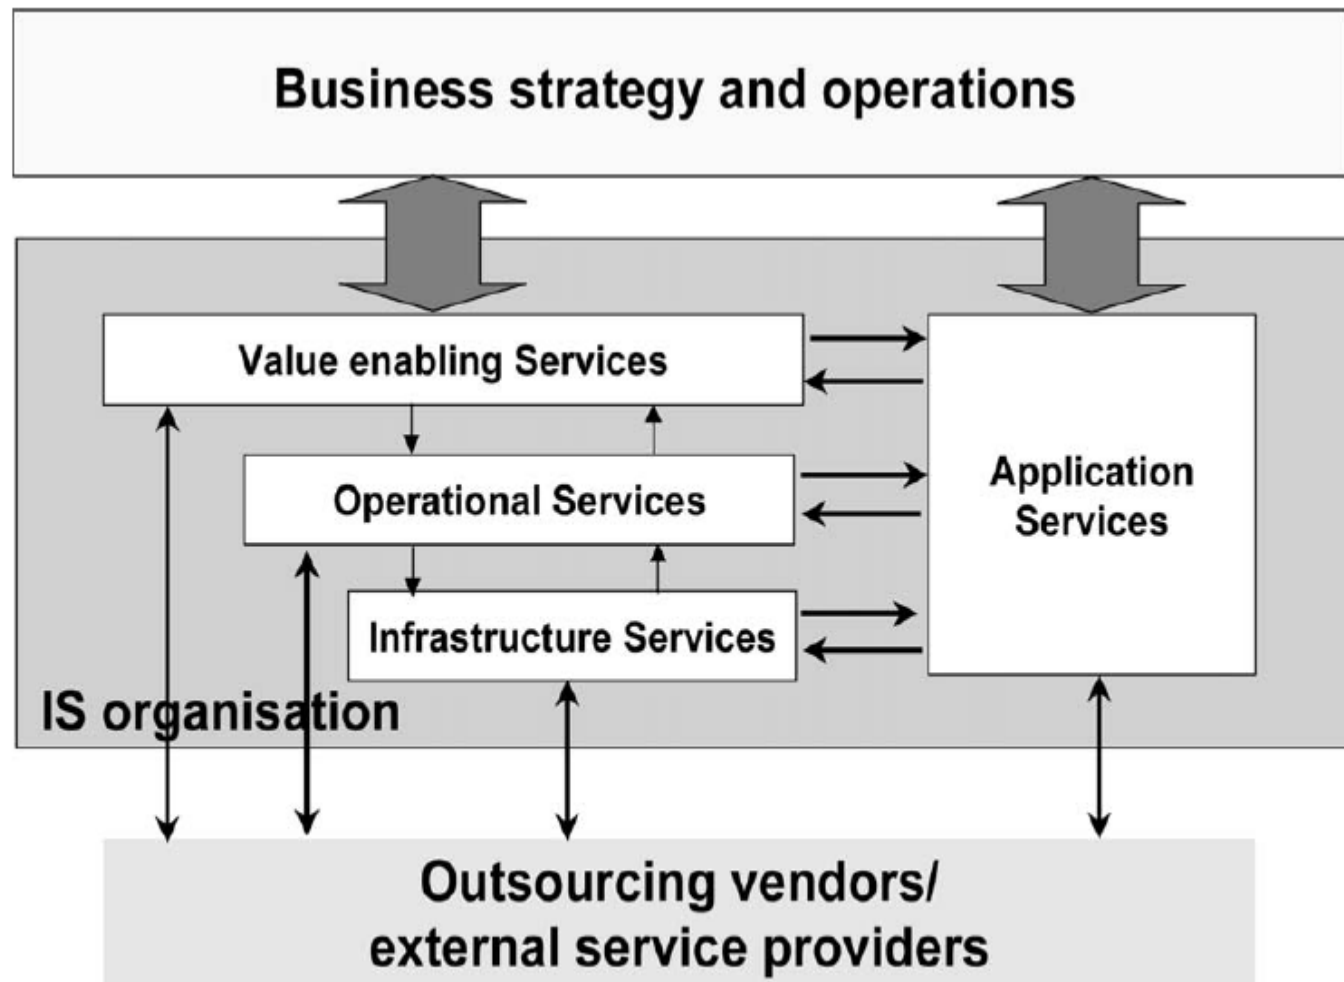 Business strategy and operations
Value enabling Services
Operational Services
Application
Services
Infrastructure Services
IS organisation
Outsourcing vendors/
external service providers